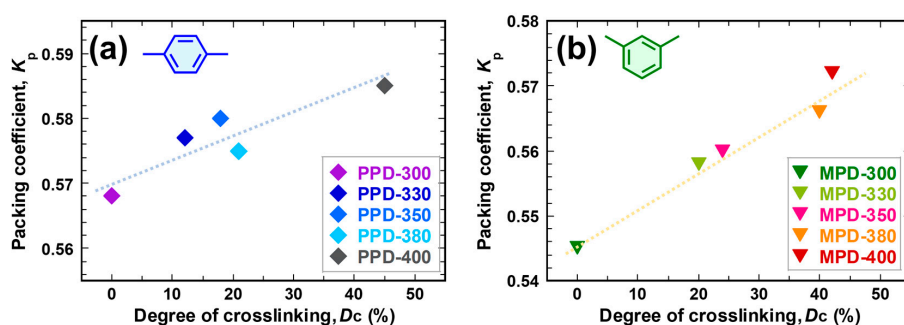 (a)
Packing coefficient, Kp
0.59
0.58
0.57
0.56
PPD-300
PPD-330
PPD-350
PPD-380
PPD-400
0 10 20 30 40 50
Degree of crosslinking, Dc (%)
(b)
Packing coefficient, Kp
0.58
0.57
0.56
0.55
0.54
MPD-300
MPD-330
MPD-350
MPD-380
MPD-400
0 10 20 30 40 50
Degree of crosslinking, Dc (%)